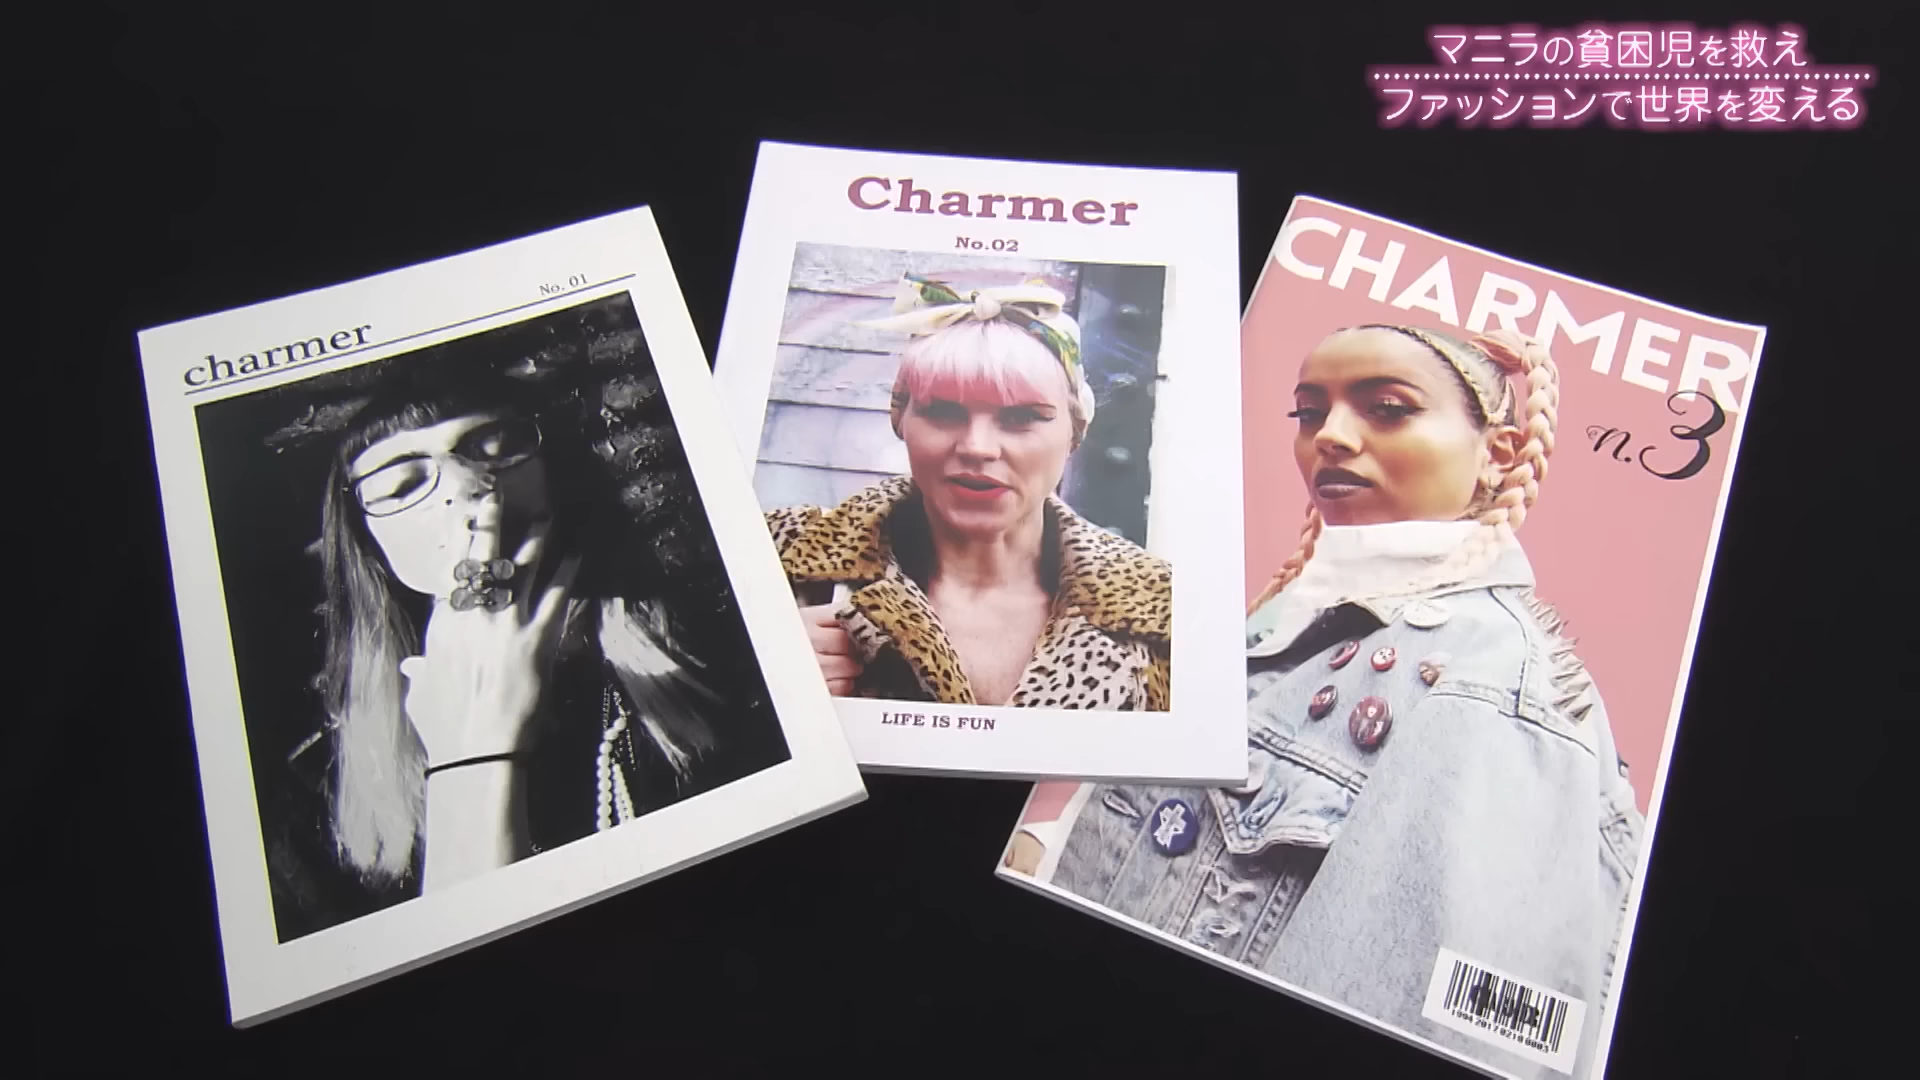 マニラの貧困児を救え
ファッションで世界を変える
No. 01
charmer
Charmer
No.02
LIFE IS FUN
CHARMER
n.3